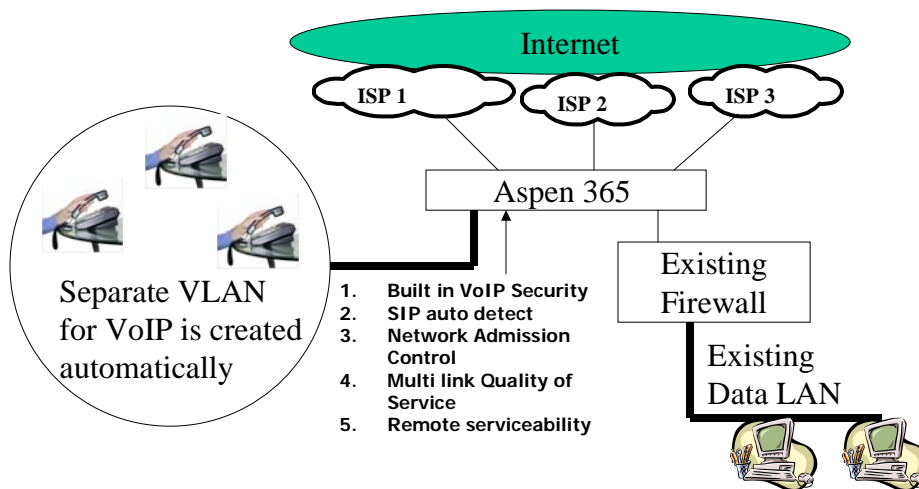 Internet
ISP 1
ISP 2
ISP 3
Aspen 365
Separate VLAN
for VoIP is created
automatically
1. Built in VoIP Security
2. SIP auto detect
3. Network Admission
Control
4. Multi link Quality of
Service
5. Remote serviceability
Existing
Firewall
Existing
Data LAN